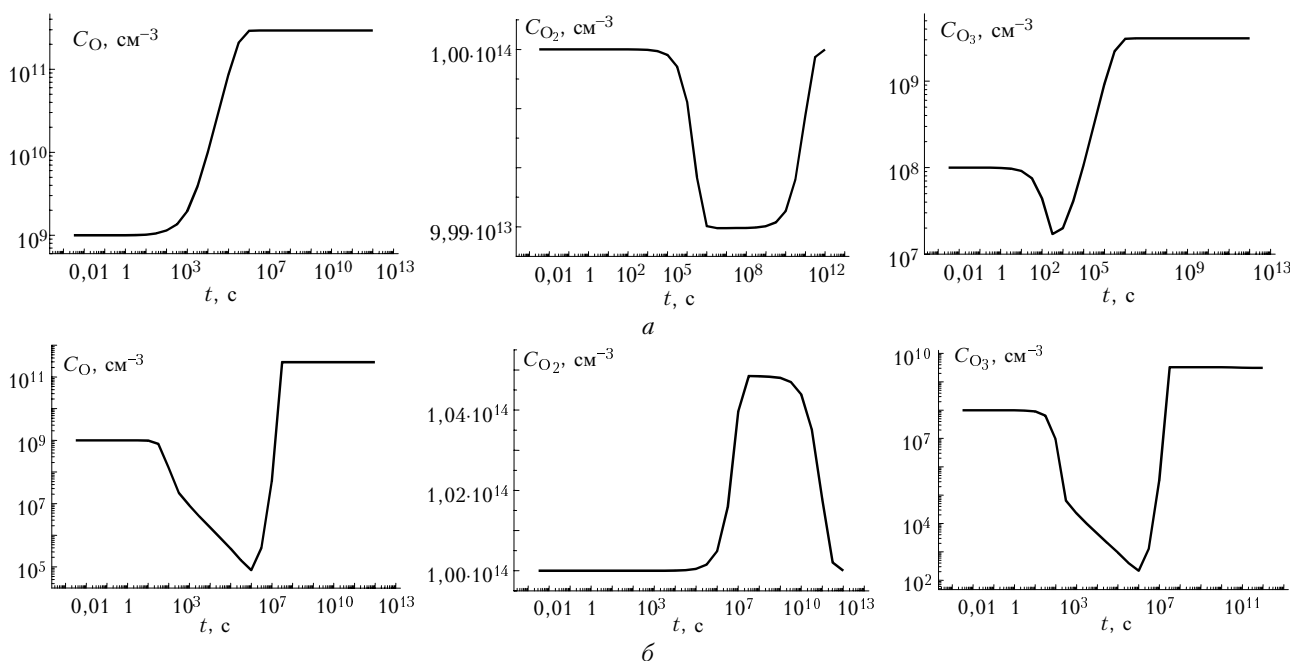 C_O, см⁻³
10¹¹
10¹⁰
10⁹
0,01 1 10³ 10⁷ 10¹⁰ 10¹³
t, с
C_O₂, см⁻³
1,00·10¹⁴
9,99·10¹³
0,01 1 10² 10⁵ 10⁸ 10¹²
t, с
C_O₃, см⁻³
10⁹
10⁸
10⁷
0,01 1 10² 10⁵ 10⁹ 10¹³
t, с
а
C_O, см⁻³
10¹¹
10⁹
10⁷
10⁵
0,01 1 10³ 10⁷ 10¹⁰ 10¹³
t, с
C_O₂, см⁻³
1,04·10¹⁴
1,02·10¹⁴
1,00·10¹⁴
0,01 1 10³ 10⁷ 10¹⁰ 10¹³
t, с
C_O₃, см⁻³
10¹⁰
10⁷
10⁴
10²
0,01 1 10³ 10⁷ 10¹¹
t, с
б